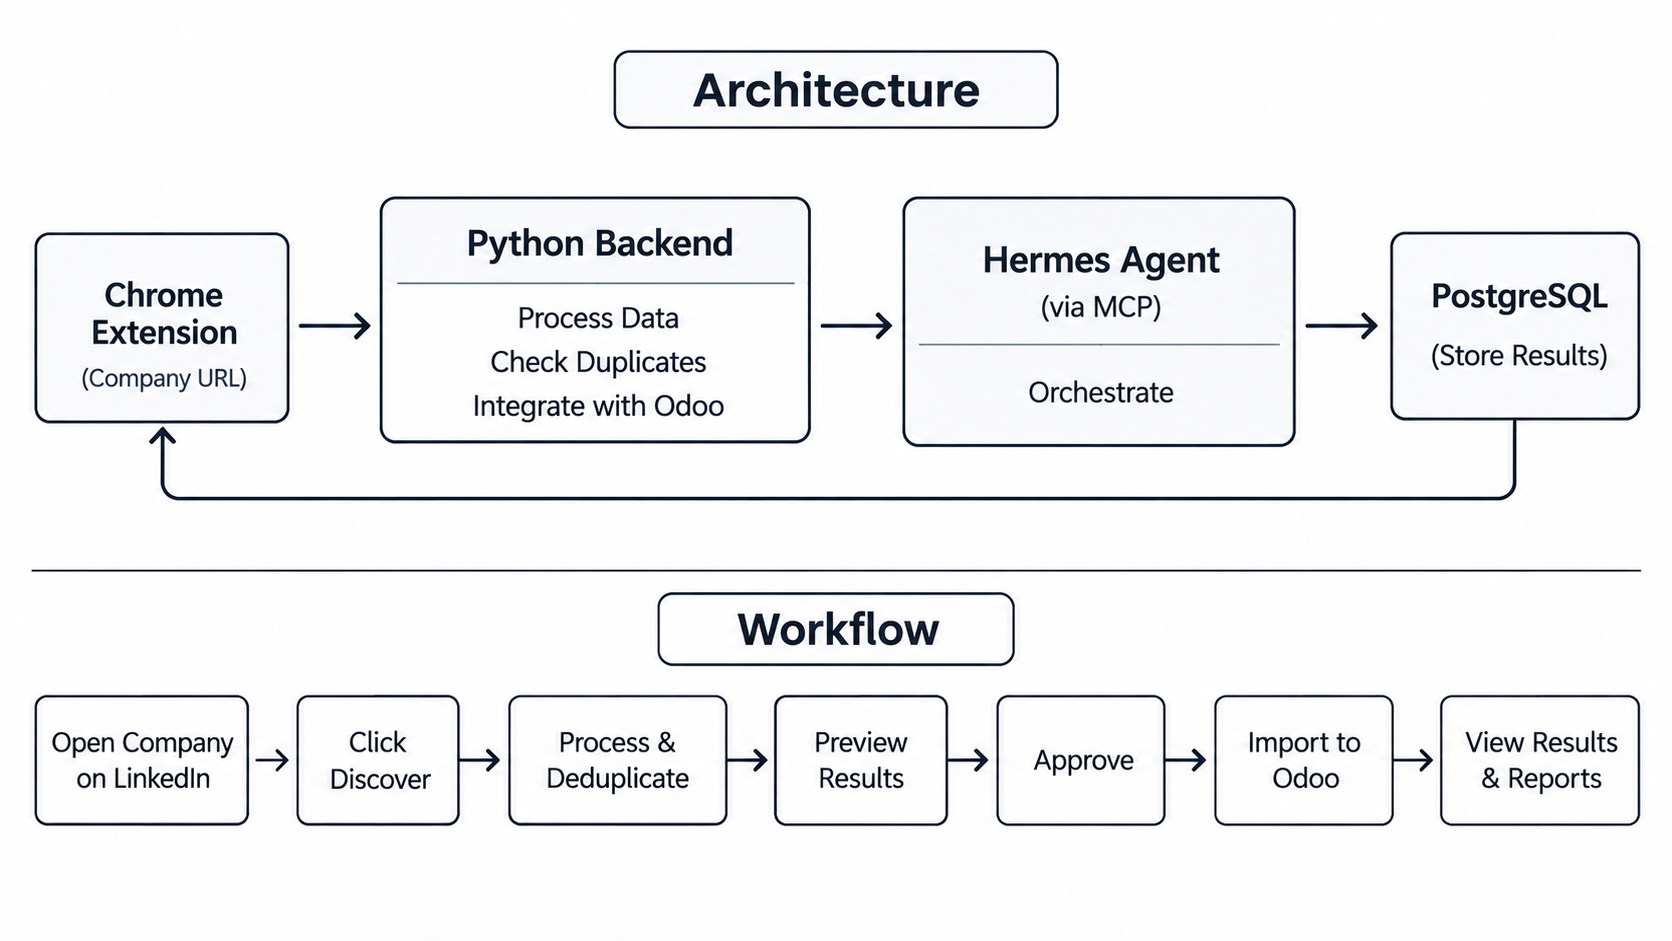 Architecture
Chrome
Extension
(Company URL)
Python Backend
Process Data
Check Duplicates
Integrate with Odoo
Hermes Agent
(via MCP)
Orchestrate
PostgreSQL
(Store Results)
Workflow
Open Company
on LinkedIn
Click
Discover
Process &
Deduplicate
Preview
Results
Approve
Import to
Odoo
View Results
& Reports